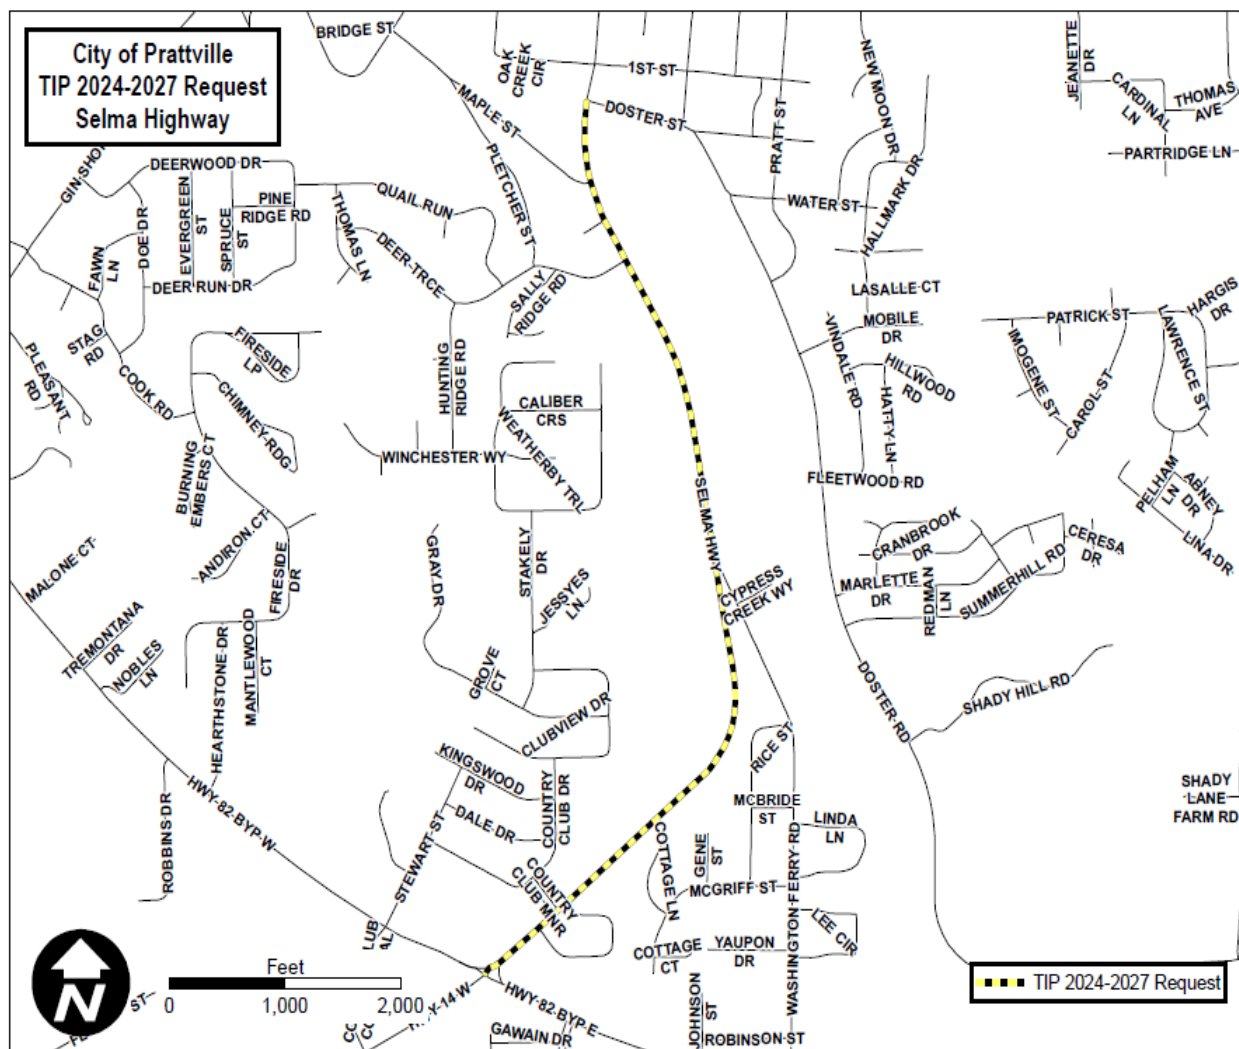 City of Prattville
TIP 2024-2027 Request
Selma Highway
BRIDGE ST
OAK
CREEK
CIR
1ST ST
MAPLE ST
DOSTER ST
PRATT ST
NEW MOON DR
JEANETTE
DR
CARDINAL
LN
THOMAS
AVE
PARTRIDGE LN
DEERWOOD DR
EVERGREEN
ST
SPRUCE
ST
PINE
RIDGE RD
QUAIL RUN
PLETCHER ST
THOMAS LN
DEER TRCE
DOE DR
FAWN
LN
DEER RUN DR
WATER ST
HALLMARK DR
SALLY
RIDGE RD
LASALLE CT
MOBILE
DR
VINDALE RD
HILLWOOD
RD
HATTY LN
FLEETWOOD RD
PATRICK ST
IMOGENE ST
CAROL ST
LAWRENCE ST
HARGIS
DR
STAG
RD
PLEASANT
RD
COOK RD
FIRESIDE
LP
CHIMNEY RDG
HUNTING
RIDGE RD
CALIBER
CRS
WEATHERBY TRL
WINCHESTER WY
BURNING
EMBERS CT
PELHAM
LN
ABNEY
DR
LINA DR
SELMA HWY
CYPRESS
CREEK WY
CRANBROOK
DR
MARLETTE
DR
REDMAN
LN
SUMMERHILL RD
CERESA
DR
MALONE CT
ANDIRON CT
FIRESIDE
DR
GRAY DR
STAKELY
DR
JESSYES
LN
TREMONTANA
DR
NOBLES
LN
HEARTHSTONE DR
MANTLEWOOD
CT
GROVE
CT
CLUBVIEW DR
DOSTER RD
SHADY HILL RD
KINGSWOOD
DR
DALE DR
COUNTRY
CLUB DR
RICE ST
MCBRIDE
ST
LINDA
LN
SHADY
LANE
FARM RD
HWY 82 BYP W
ROBBINS DR
STEWART ST
COUNTRY
CLUB MNR
COTTAGE LN
GENE
ST
MCGRIFF ST
WASHINGTON FERRY RD
LEE CIR
COTTAGE
CT
YAUPON
DR
JOHNSON
ST
ROBINSON ST
HWY 82 BYP E
GAWAIN DR
N
Feet
0 1,000 2,000
TIP 2024-2027 Request